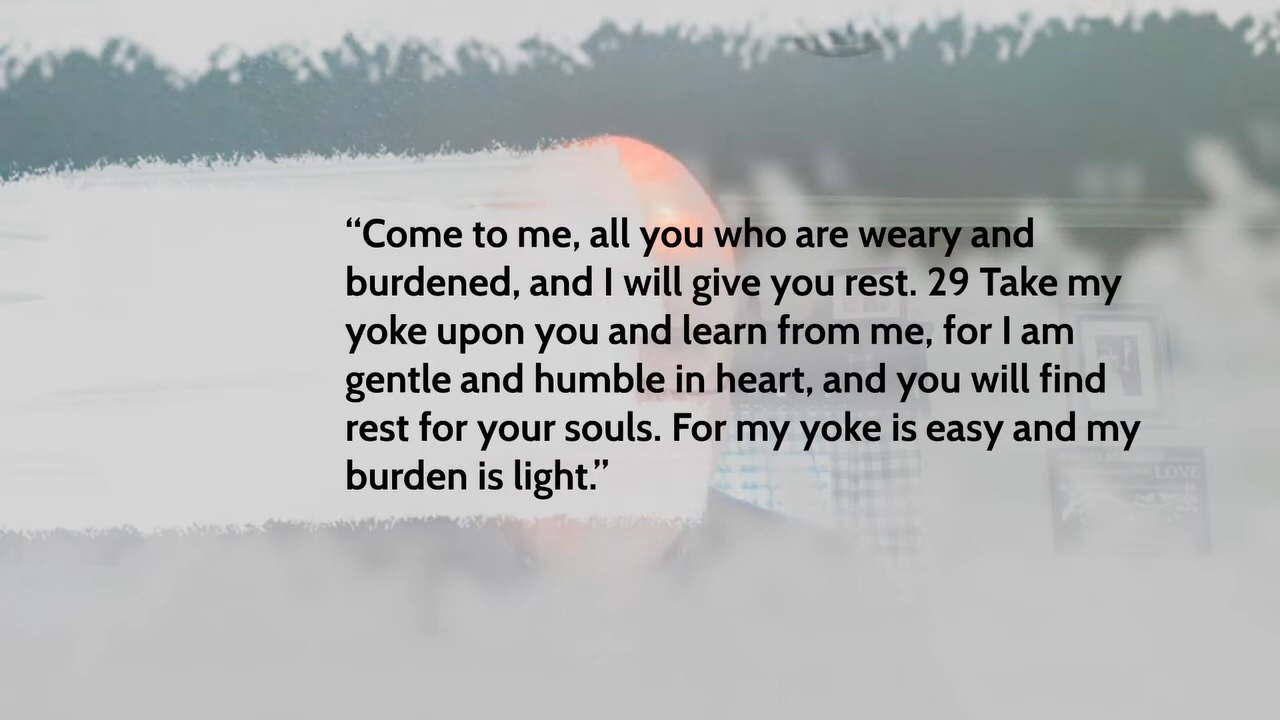 “Come to me, all you who are weary and
burdened, and I will give you rest. 29 Take my
yoke upon you and learn from me, for I am
gentle and humble in heart, and you will find
rest for your souls. For my yoke is easy and my
burden is light.”
LOVE